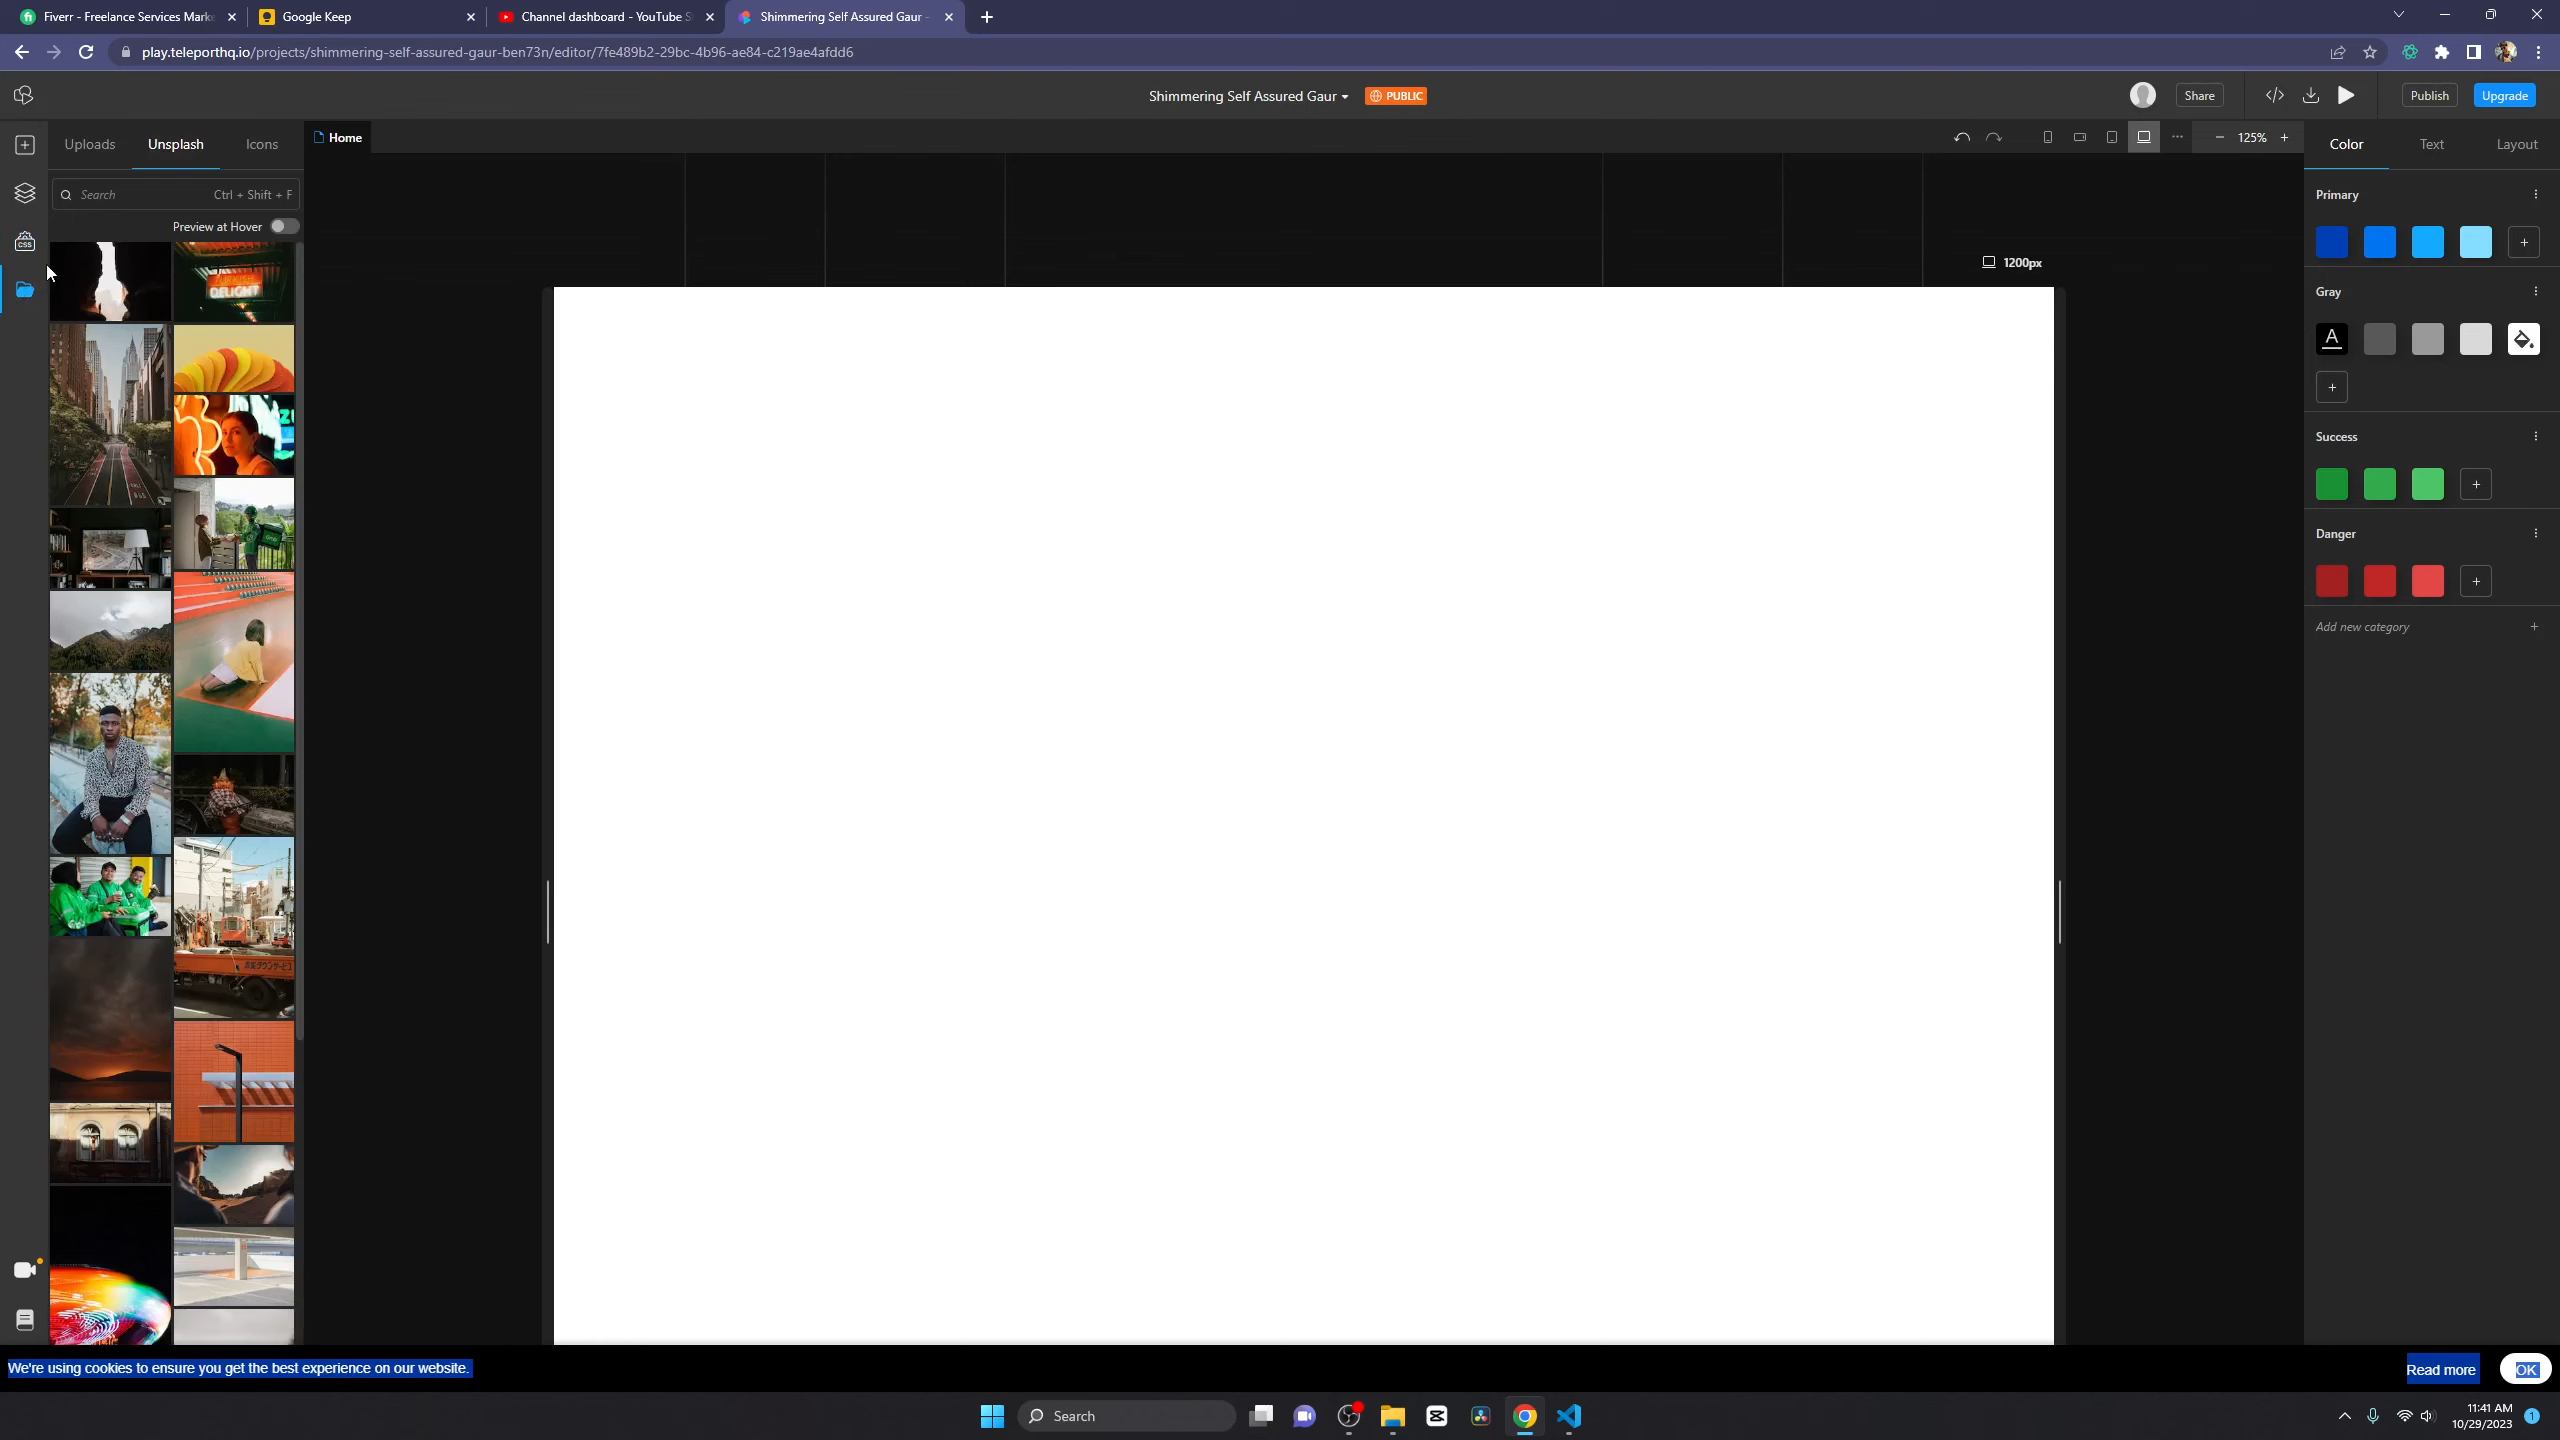 Fiverr - Freelance Services Mark
Google Keep
Channel dashboard - YouTube S
Shimmering Self Assured Gaur -
play.teleporthq.io/projects/shimmering-self-assured-gaur-ben73n/editor/7fe489b2-29bc-4b96-ae84-c219ae4afdd6
Shimmering Self Assured Gaur
PUBLIC
Share
Publish
Upgrade
Uploads
Unsplash
Icons
Home
125%
Color
Text
Layout
Search
Ctrl + Shift + F
Preview at Hover
CSS
DELIGHT
1200px
Primary
Gray
A
Success
Danger
Add new category
We're using cookies to ensure you get the best experience on our website.
Read more
OK
Search
11:41 AM
10/29/2023
1